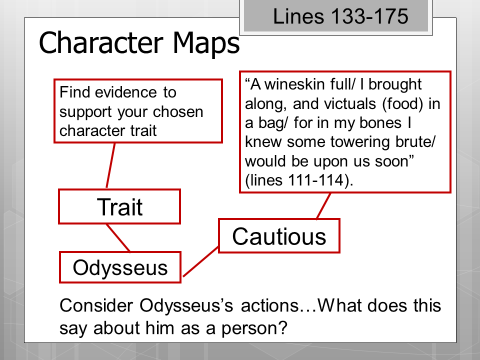 Lines 133-175
Character Maps
Find evidence to
support your chosen
character trait
“A wineskin full/ I brought
along, and victuals (food) in
a bag/ for in my bones I
knew some towering brute/
would be upon us soon”
(lines 111-114).
Trait
Cautious
Odysseus
Consider Odysseus’s actions…What does this
say about him as a person?